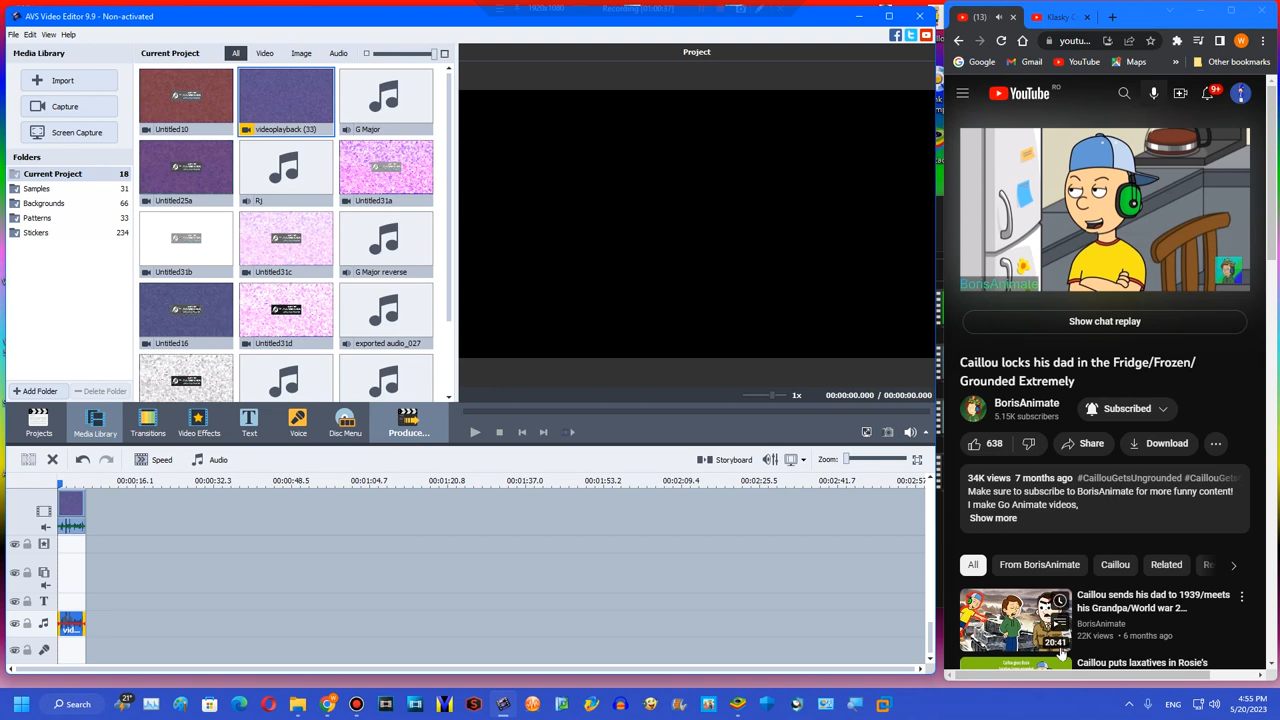 AVS Video Editor 9.9 - Non-activated
1920x1080
Recording [01:00:37]
File Edit View Help
Media Library
Import
Capture
Screen Capture
Folders
Current Project 18
Samples 31
Backgrounds 66
Patterns 33
Stickers 234
Add Folder
Delete Folder
Current Project
All
Video
Image
Audio
Untitled10
videoplayback (33)
G Major
Untitled25a
Rj
Untitled31a
Untitled31b
Untitled31c
G Major reverse
Untitled16
Untitled31d
exported audio_027
Project
1x
00:00:00.000 / 00:00:00.000
Projects
Media Library
Transitions
Video Effects
Text
Voice
Disc Menu
Produce...
Speed
Audio
Storyboard
Zoom:
00:00:16.1 00:00:32.3 00:00:48.5 00:01:04.7 00:01:20.8 00:01:37.0 00:01:53.2 00:02:09.4 00:02:25.5 00:02:41.7 00:02:57
T
vid...
(13)
Klasky C
youtu...
W
Google
Gmail
YouTube
Maps
»
Other bookmarks
YouTube RO
9+
BorisAnimate
Show chat replay
Caillou locks his dad in the Fridge/Frozen/
Grounded Extremely
BorisAnimate
5.15K subscribers
Subscribed
638
Share
Download
34K views 7 months ago #CaillouGetsUngrounded #CaillouGets
Make sure to subscribe to BorisAnimate for more funny content!
I make Go Animate videos,
Show more
All
From BorisAnimate
Caillou
Related
20:41
Caillou sends his dad to 1939/meets
his Grandpa/World war 2...
BorisAnimate
22K views • 6 months ago
Caillou puts laxatives in Rosie's
Search
21°
ENG
4:55 PM
5/20/2023